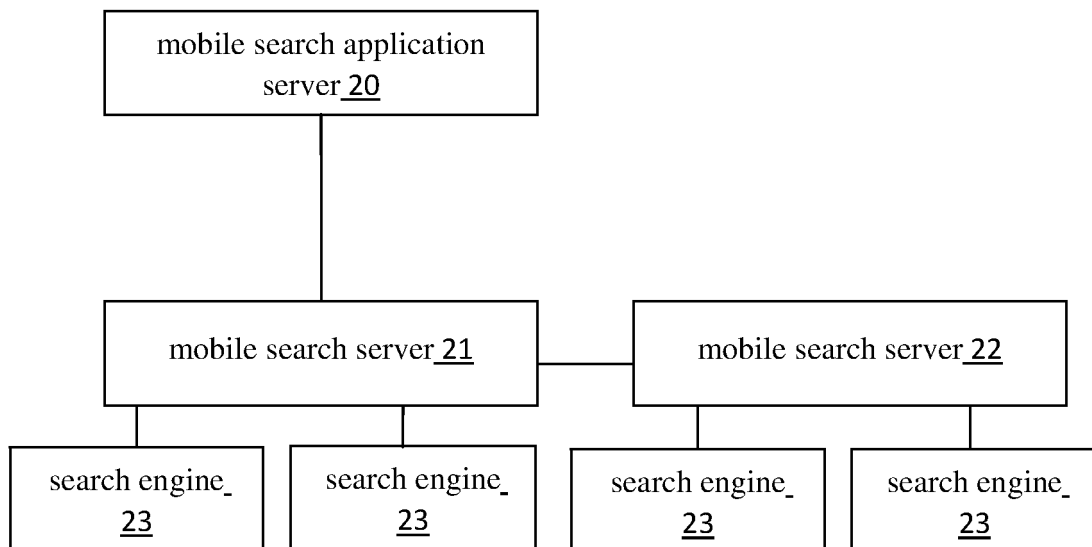 mobile search application
server 20
mobile search server 21
mobile search server 22
search engine
23
search engine
23
search engine
23
search engine
23